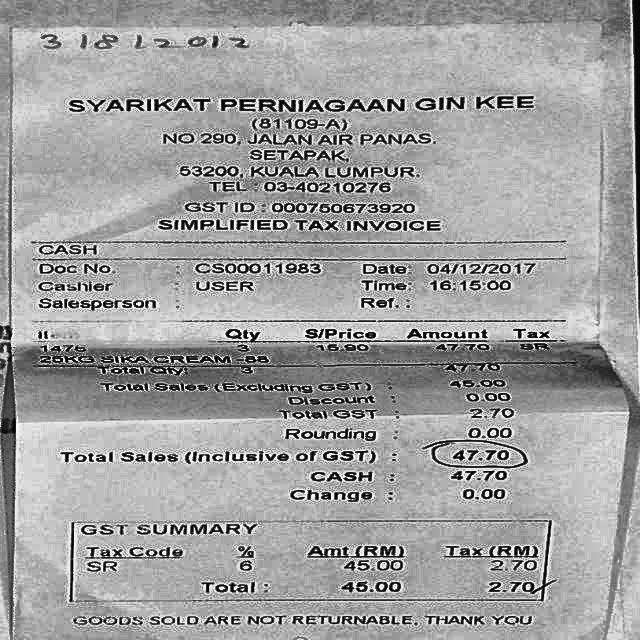 31812012
SYARIKAT PERNIAGAAN GIN KEE
(81109-A)
NO 290, JALAN AIR PANAS.
SETAPAK,
53200, KUALA LUMPUR.
TEL : 03-40210276
GST ID : 000750673920
SIMPLIFIED TAX INVOICE
CASH
Doc No. : CS00011983 Date: 04/12/2017
Cashier : USER Time: 16:15:00
Salesperson : Ref. :
Qty S/Price Amount Tax
1476 3 15.90 47.70 SR
25KG SIKA CREAM -88
Total Qty: 3 47.70
Total Sales (Excluding GST) : 45.00
Discount : 0.00
Total GST : 2.70
Rounding : 0.00
Total Sales (Inclusive of GST) : 47.70
CASH : 47.70
Change : 0.00
GST SUMMARY
Tax Code % Amt (RM) Tax (RM)
SR 6 45.00 2.70
Total : 45.00 2.70
GOODS SOLD ARE NOT RETURNABLE, THANK YOU